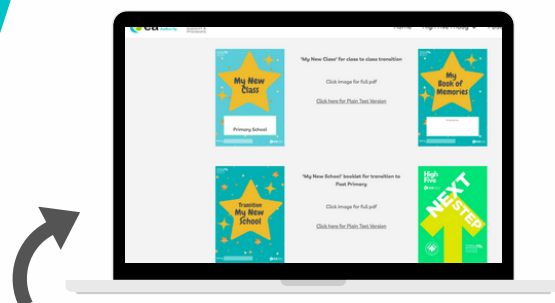 ea Authority
'My New Class' for class to class transition
Click image for full pdf
Click here for Plain Text Version
My New
Class
Primary School
My
Book of
Memories
'My New School' booklet for transition to
Post Primary
Click image for full pdf
Click here for Plain Text Version
Transition
My New
School
High
Five
NEXT
STEP